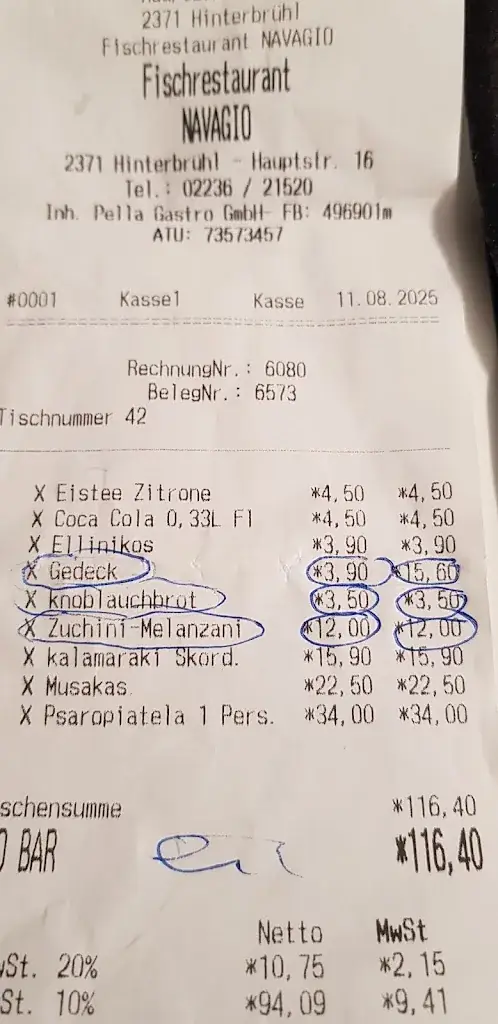 2371 Hinterbrühl
Fischrestaurant NAVAGIO
Fischrestaurant
NAVAGIO
2371 Hinterbrühl - Hauptstr. 16
Tel.: 02236 / 21520
Inh. Pella Gastro GmbH- FB: 496901m
ATU: 73573457
#0001 Kasse1 Kasse 11.08.2025
RechnungNr.: 6080
BelegNr.: 6573
Tischnummer 42
X Eistee Zitrone *4,50 *4,50
X Coca Cola 0,33L Fl *4,50 *4,50
X Ellinikos *3,90 *3,90
X Gedeck *3,90 *15,60
X knoblauchbrot *3,50 *3,50
X Zuchini-Melanzani *12,00 *12,00
X kalamaraki Skord. *15,90 *15,90
X Musakas *22,50 *22,50
X Psaropiatela 1 Pers. *34,00 *34,00
schensumme *116,40
BAR *116,40
Netto MwSt
St. 20% *10,75 *2,15
St. 10% *94,09 *9,41